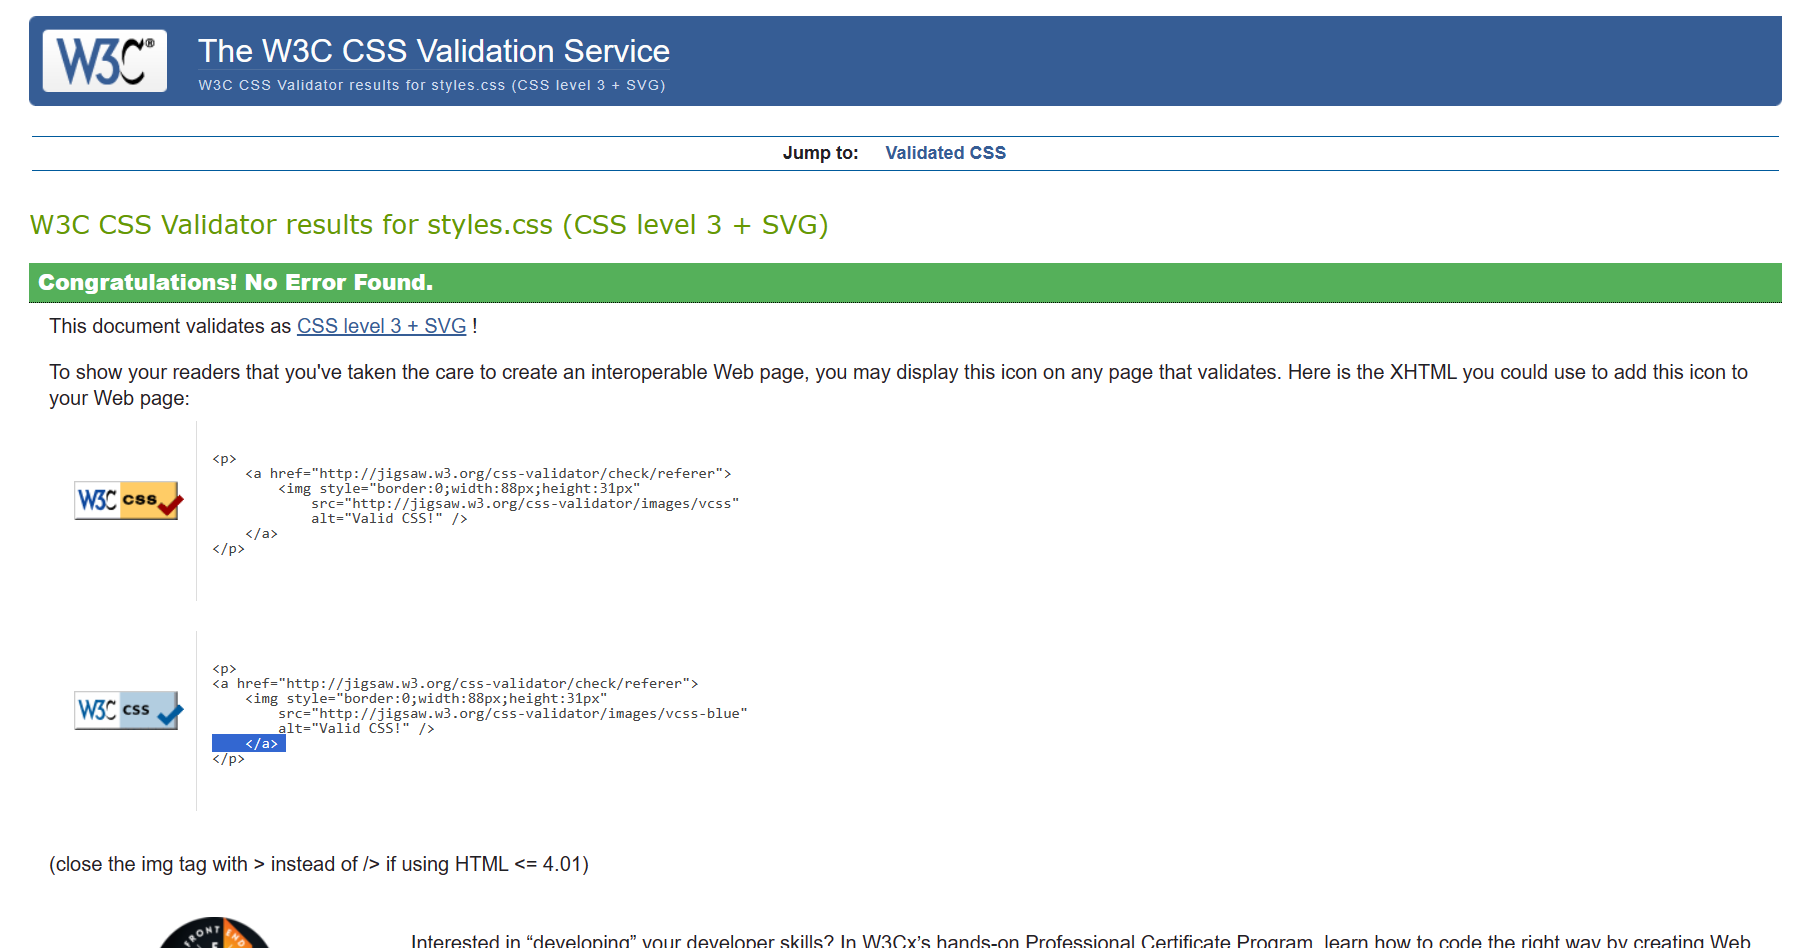 W3C®
The W3C CSS Validation Service
W3C CSS Validator results for styles.css (CSS level 3 + SVG)
Jump to: Validated CSS
W3C CSS Validator results for styles.css (CSS level 3 + SVG)
Congratulations! No Error Found.
This document validates as CSS level 3 + SVG !
To show your readers that you've taken the care to create an interoperable Web page, you may display this icon on any page that validates. Here is the XHTML you could use to add this icon to
your Web page:
W3C css
<p>
    <a href="http://jigsaw.w3.org/css-validator/check/referer">
        <img style="border:0;width:88px;height:31px"
            src="http://jigsaw.w3.org/css-validator/images/vcss"
            alt="Valid CSS!" />
    </a>
</p>
W3C css
<p>
<a href="http://jigsaw.w3.org/css-validator/check/referer">
    <img style="border:0;width:88px;height:31px"
        src="http://jigsaw.w3.org/css-validator/images/vcss-blue"
        alt="Valid CSS!" />
    </a>
</p>
(close the img tag with > instead of /> if using HTML <= 4.01)
FRONT END
Interested in “developing” your developer skills? In W3Cx’s hands-on Professional Certificate Program, learn how to code the right way by creating Web